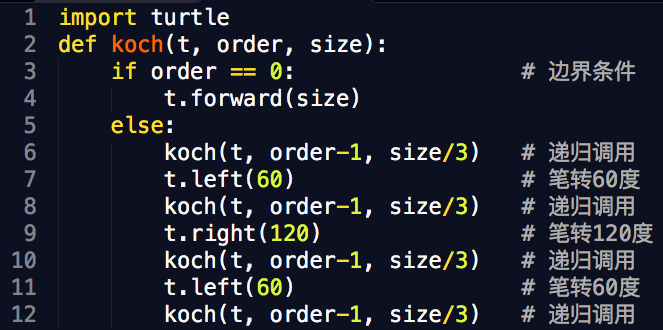 1 import turtle
2 def koch(t, order, size):
3     if order == 0:                 # 边界条件
4         t.forward(size)
5     else:
6         koch(t, order-1, size/3)   # 递归调用
7         t.left(60)                 # 笔转60度
8         koch(t, order-1, size/3)   # 递归调用
9         t.right(120)               # 笔转120度
10         koch(t, order-1, size/3)   # 递归调用
11         t.left(60)                 # 笔转60度
12         koch(t, order-1, size/3)   # 递归调用